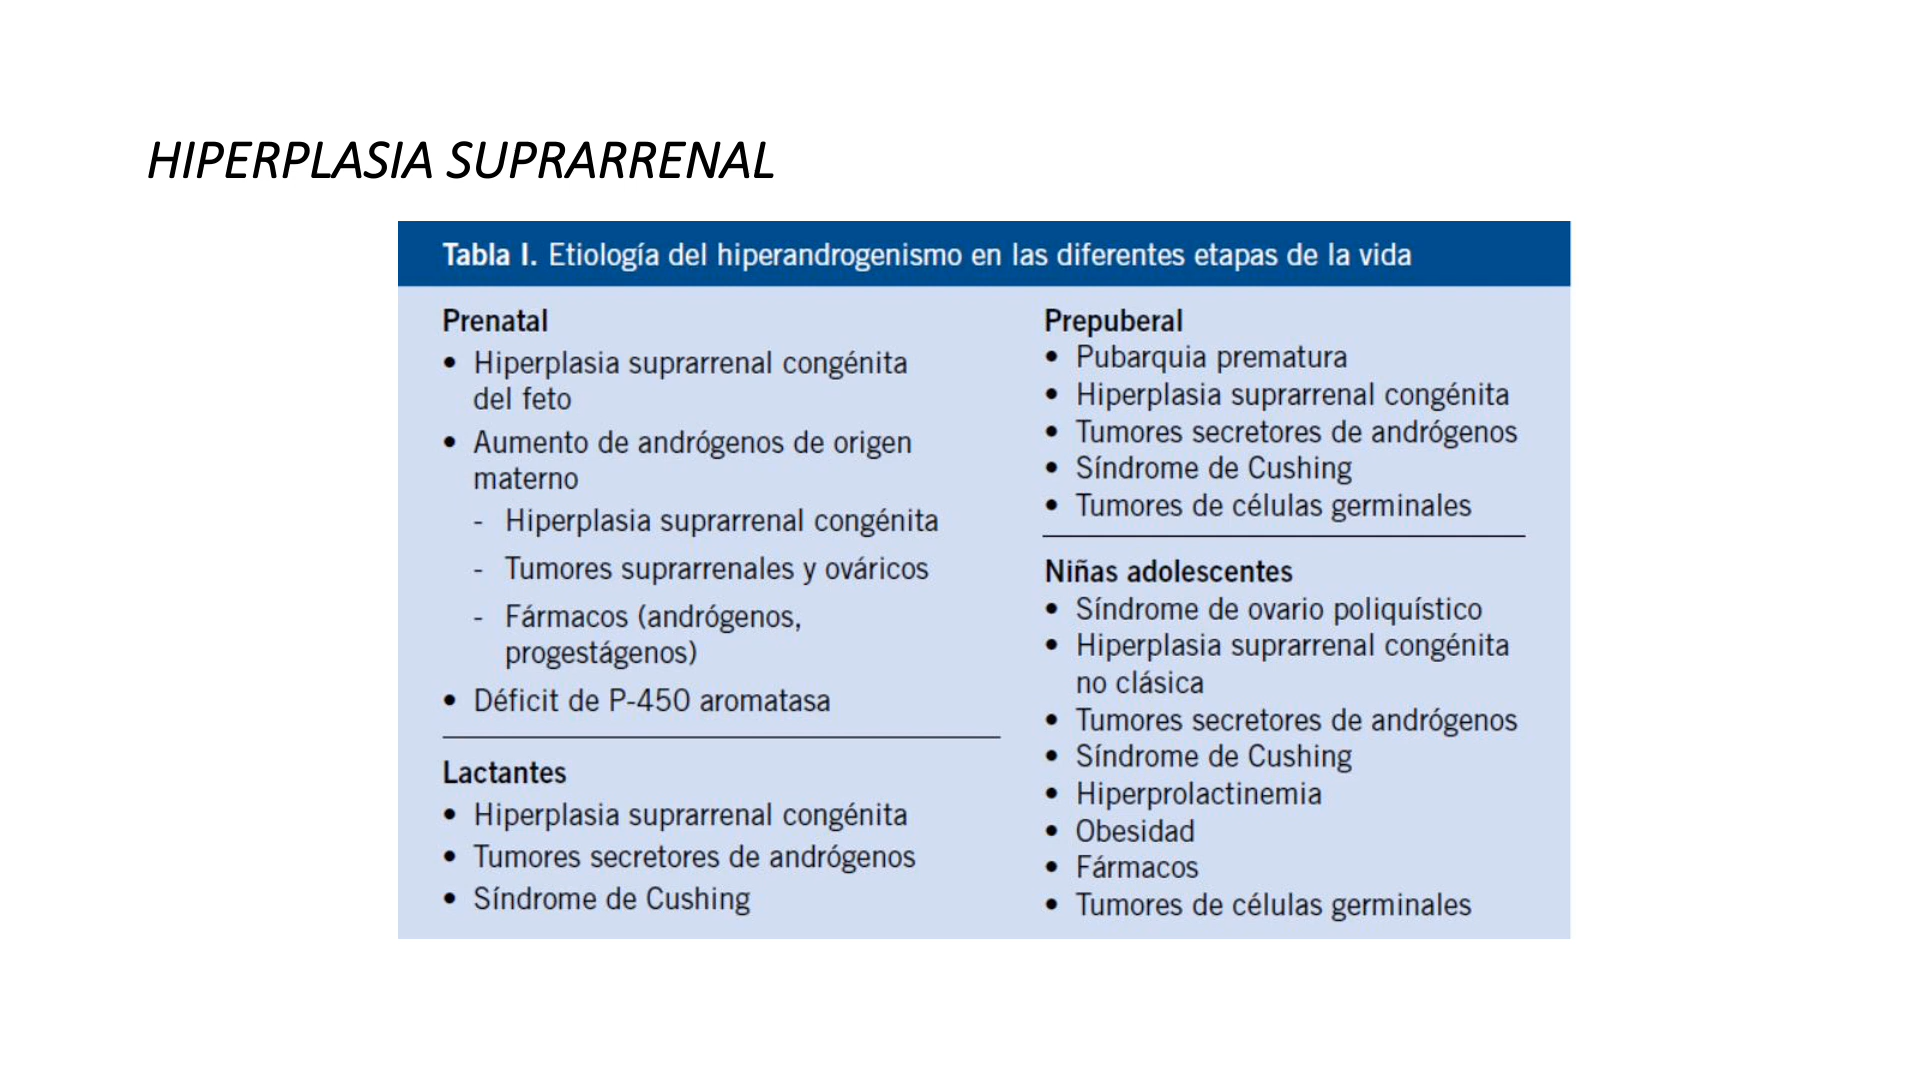 HIPERPLASIA SUPRARRENAL
Tabla I. Etiología del hiperandrogenismo en las diferentes etapas de la vida
Prenatal
• Hiperplasia suprarrenal congénita
del feto
• Aumento de andrógenos de origen
materno
- Hiperplasia suprarrenal congénita
- Tumores suprarrenales y ováricos
- Fármacos (andrógenos,
progestágenos)
• Déficit de P-450 aromatasa
Lactantes
• Hiperplasia suprarrenal congénita
• Tumores secretores de andrógenos
• Síndrome de Cushing
Prepuberal
• Pubarquia prematura
• Hiperplasia suprarrenal congénita
• Tumores secretores de andrógenos
• Síndrome de Cushing
• Tumores de células germinales
Niñas adolescentes
• Síndrome de ovario poliquístico
• Hiperplasia suprarrenal congénita
no clásica
• Tumores secretores de andrógenos
• Síndrome de Cushing
• Hiperprolactinemia
• Obesidad
• Fármacos
• Tumores de células germinales